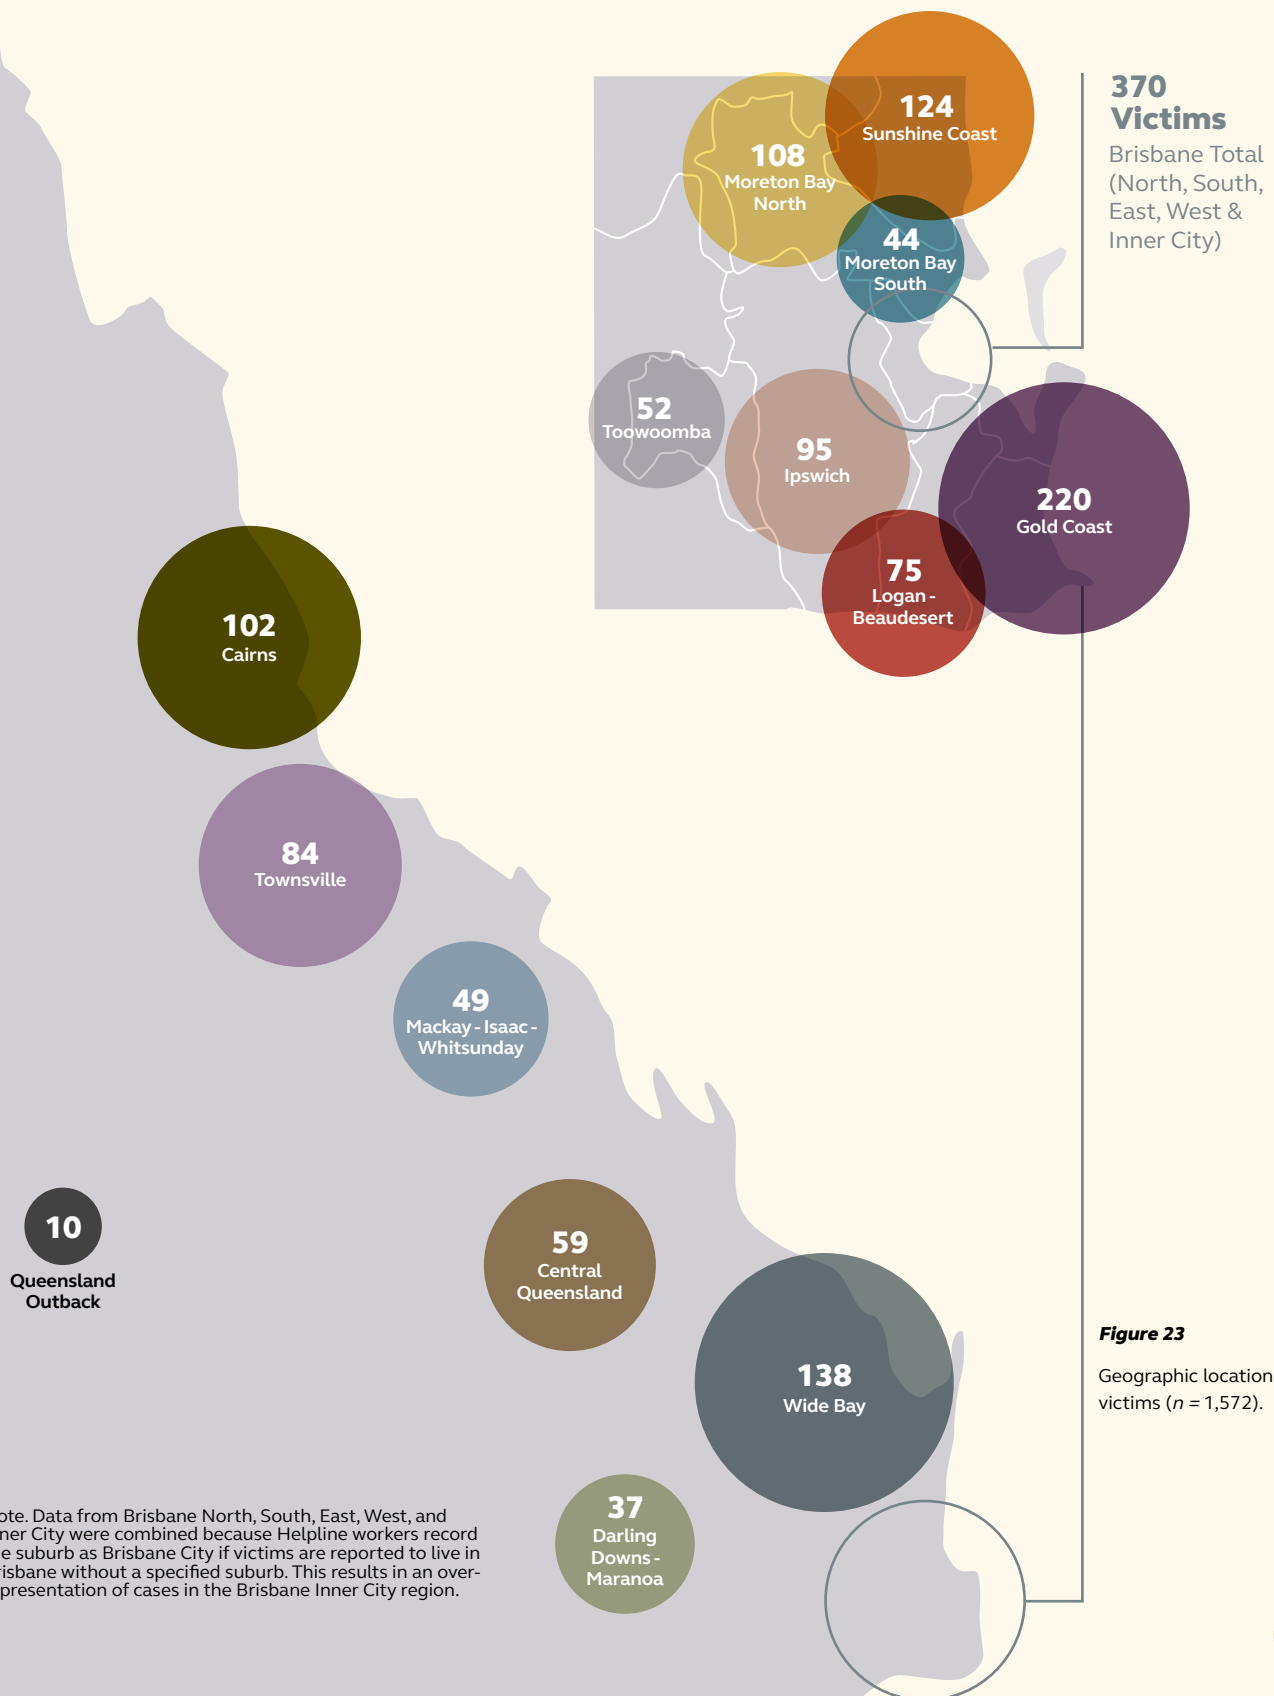 370
Victims
Brisbane Total
(North, South,
East, West &
Inner City)
124
Sunshine Coast
108
Moreton Bay
North
44
Moreton Bay
South
52
Toowoomba
95
Ipswich
220
Gold Coast
75
Logan -
Beaudesert
102
Cairns
84
Townsville
49
Mackay - Isaac -
Whitsunday
10
Queensland
Outback
59
Central
Queensland
138
Wide Bay
37
Darling
Downs -
Maranoa
Figure 23
Geographic location
victims (n = 1,572).
ote. Data from Brisbane North, South, East, West, and
ner City were combined because Helpline workers record
e suburb as Brisbane City if victims are reported to live in
risbane without a specified suburb. This results in an over-
presentation of cases in the Brisbane Inner City region.